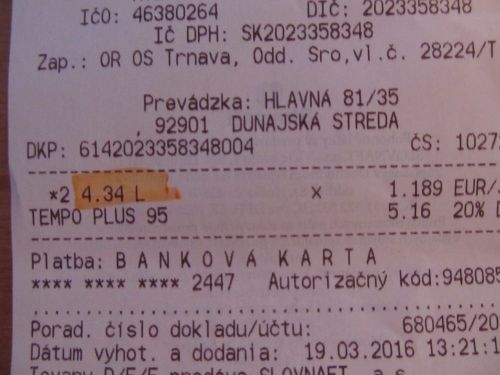 IČO: 46380264 DIČ: 2023358348
IČ DPH: SK2023358348
Zap.: OR OS Trnava, Odd. Sro,vl.č. 28224/T
Prevádzka: HLAVNÁ 81/35
, 92901 DUNAJSKÁ STREDA
DKP: 6142023358348004 ČS: 1027
*2 4.34 L x 1.189 EUR/
TEMPO PLUS 95 5.16 20% D
Platba: B A N K O V Á K A R T A
**** **** **** 2447 Autorizačný kód:948085
Porad. číslo dokladu/účtu: 680465/20
Dátum vyhot. a dodania: 19.03.2016 13:21:1
Tovary D/E/F predáva SLOVNAFT, a.s.